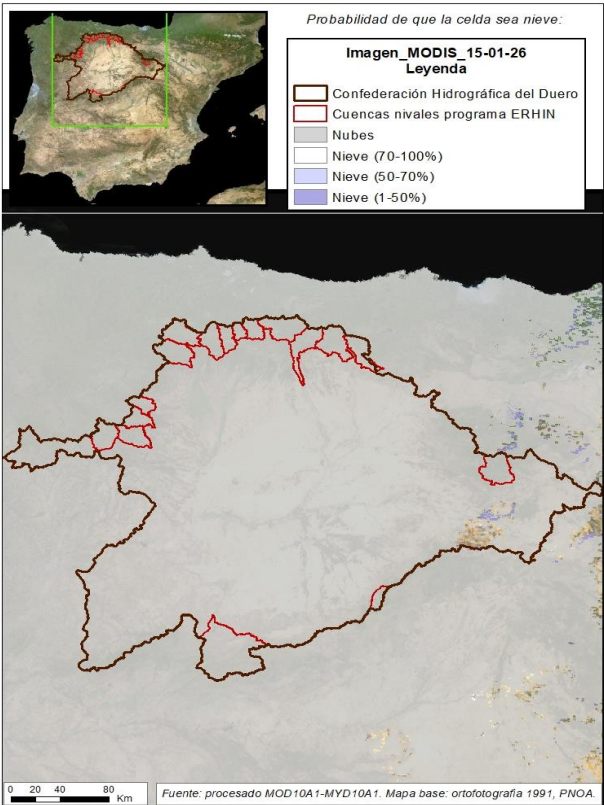 Probabilidad de que la celda sea nieve:
Imagen_MODIS_15-01-26
Leyenda
Confederación Hidrográfica del Duero
Cuencas nivales programa ERHIN
Nubes
Nieve (70-100%)
Nieve (50-70%)
Nieve (1-50%)
0 20 40 80
Km
Fuente: procesado MOD10A1-MYD10A1. Mapa base: ortofotografía 1991, PNOA.